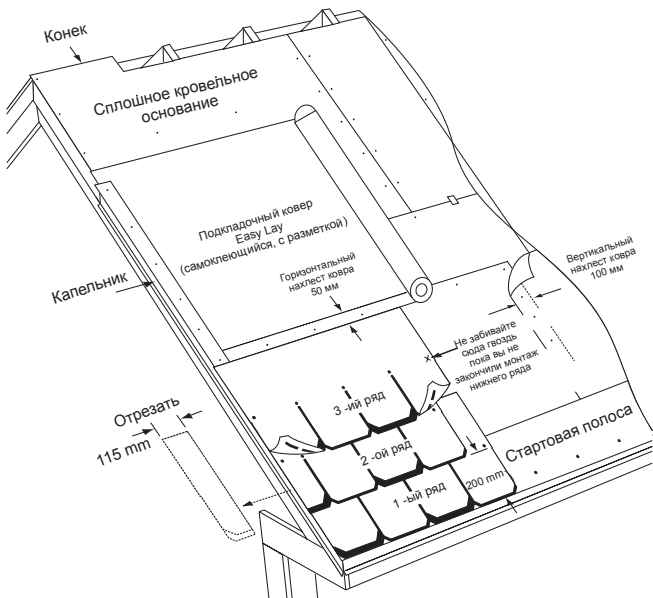 Конек
Сплошное кровельное
основание
Подкладочный ковер
Easy Lay
(самоклеющийся, с разметкой)
Горизонтальный
нахлест ковра
50 мм
Вертикальный
нахлест ковра
100 мм
Капельник
Не забивайте
сюда гвоздь
пока вы не
закончили монтаж
нижнего ряда
x
Отрезать
115 mm
3 -ий ряд
2 -ой ряд
1 -ый ряд
200 mm
Стартовая полоса